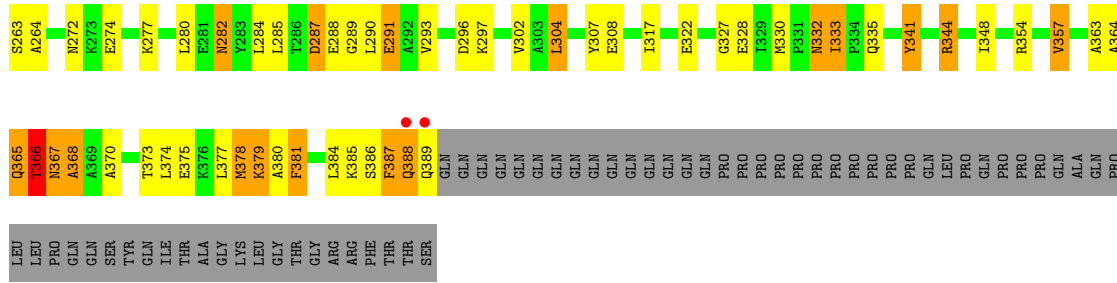 S263 A264 N272 K273 E274 K277 L280 E281 N282 Y283 L284 L285 T286 D287 E288 G289 L290 E291 A292 V293 D296 K297 V302 A303 L304 Y307 E308 I317 E322 G327 E328 I329 M330 P331 N332 I333 P334 Q335 Y341 R344 I348 R354 V357 A363 A364
Q365 T366 N367 A368 A369 A370 T373 L374 E375 K376 L377 M378 K379 A380 F381 L384 K385 S386 F387 Q388 Q389 GLN GLN GLN GLN GLN GLN GLN GLN GLN GLN GLN GLN PRO PRO PRO PRO PRO PRO PRO PRO PRO PRO PRO GLN LEU PRO GLN PRO PRO PRO GLN ALA GLN PRO
LEU LEU PRO GLN GLN SER TYR GLN ILE THR ALA GLY LYS LEU GLY THR GLY ARG ARG PHE THR THR SER